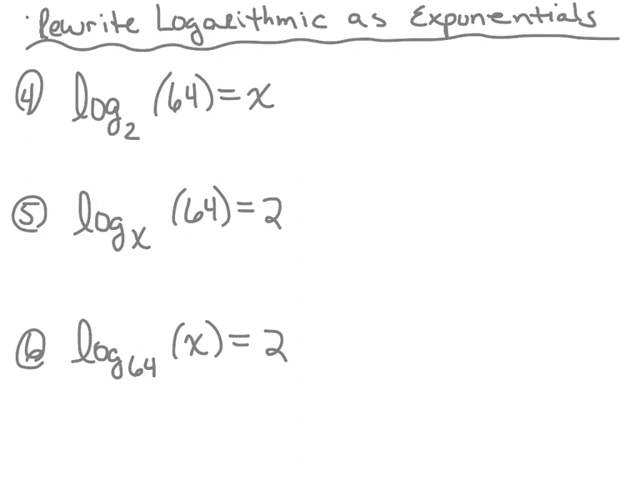 Rewrite Logarithmic as Exponentials
④ log₂ (64) = x
⑤ logₓ (64) = 2
⑥ log₆₄ (x) = 2